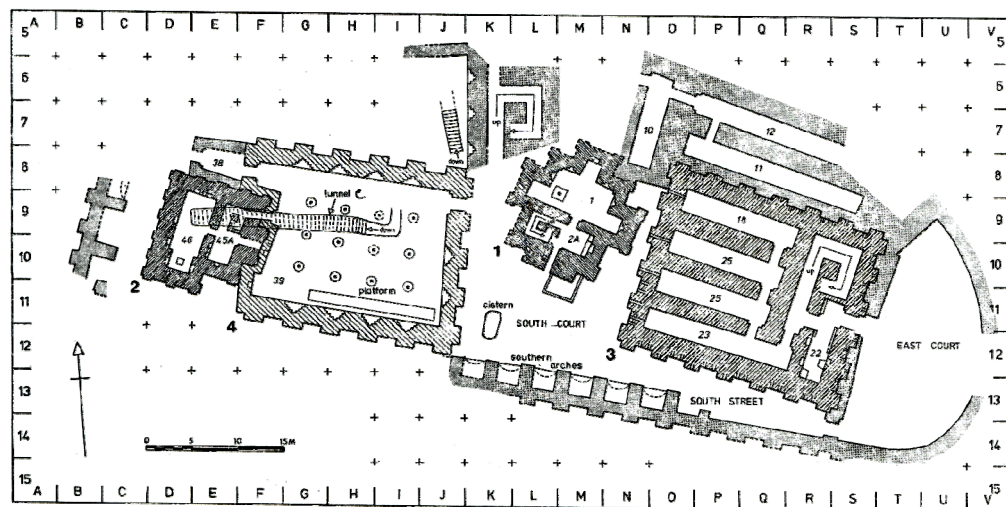 A B C D E F G H I J K L M N O P Q R S T U V
5 5
6 6
7 7
8 8
9 9
10 10
11 11
12 12
13 13
14 14
15 15
up
down
10
12
11
38
tunnel C.
1
18
46
45A
down
2A
1
26
up
2
39
platform
25
4
cistern
SOUTH COURT
23
22
EAST COURT
3
southern
arches
SOUTH STREET
0 5 10 15M
A B C D E F G H I J K L M N O P Q R S T U V